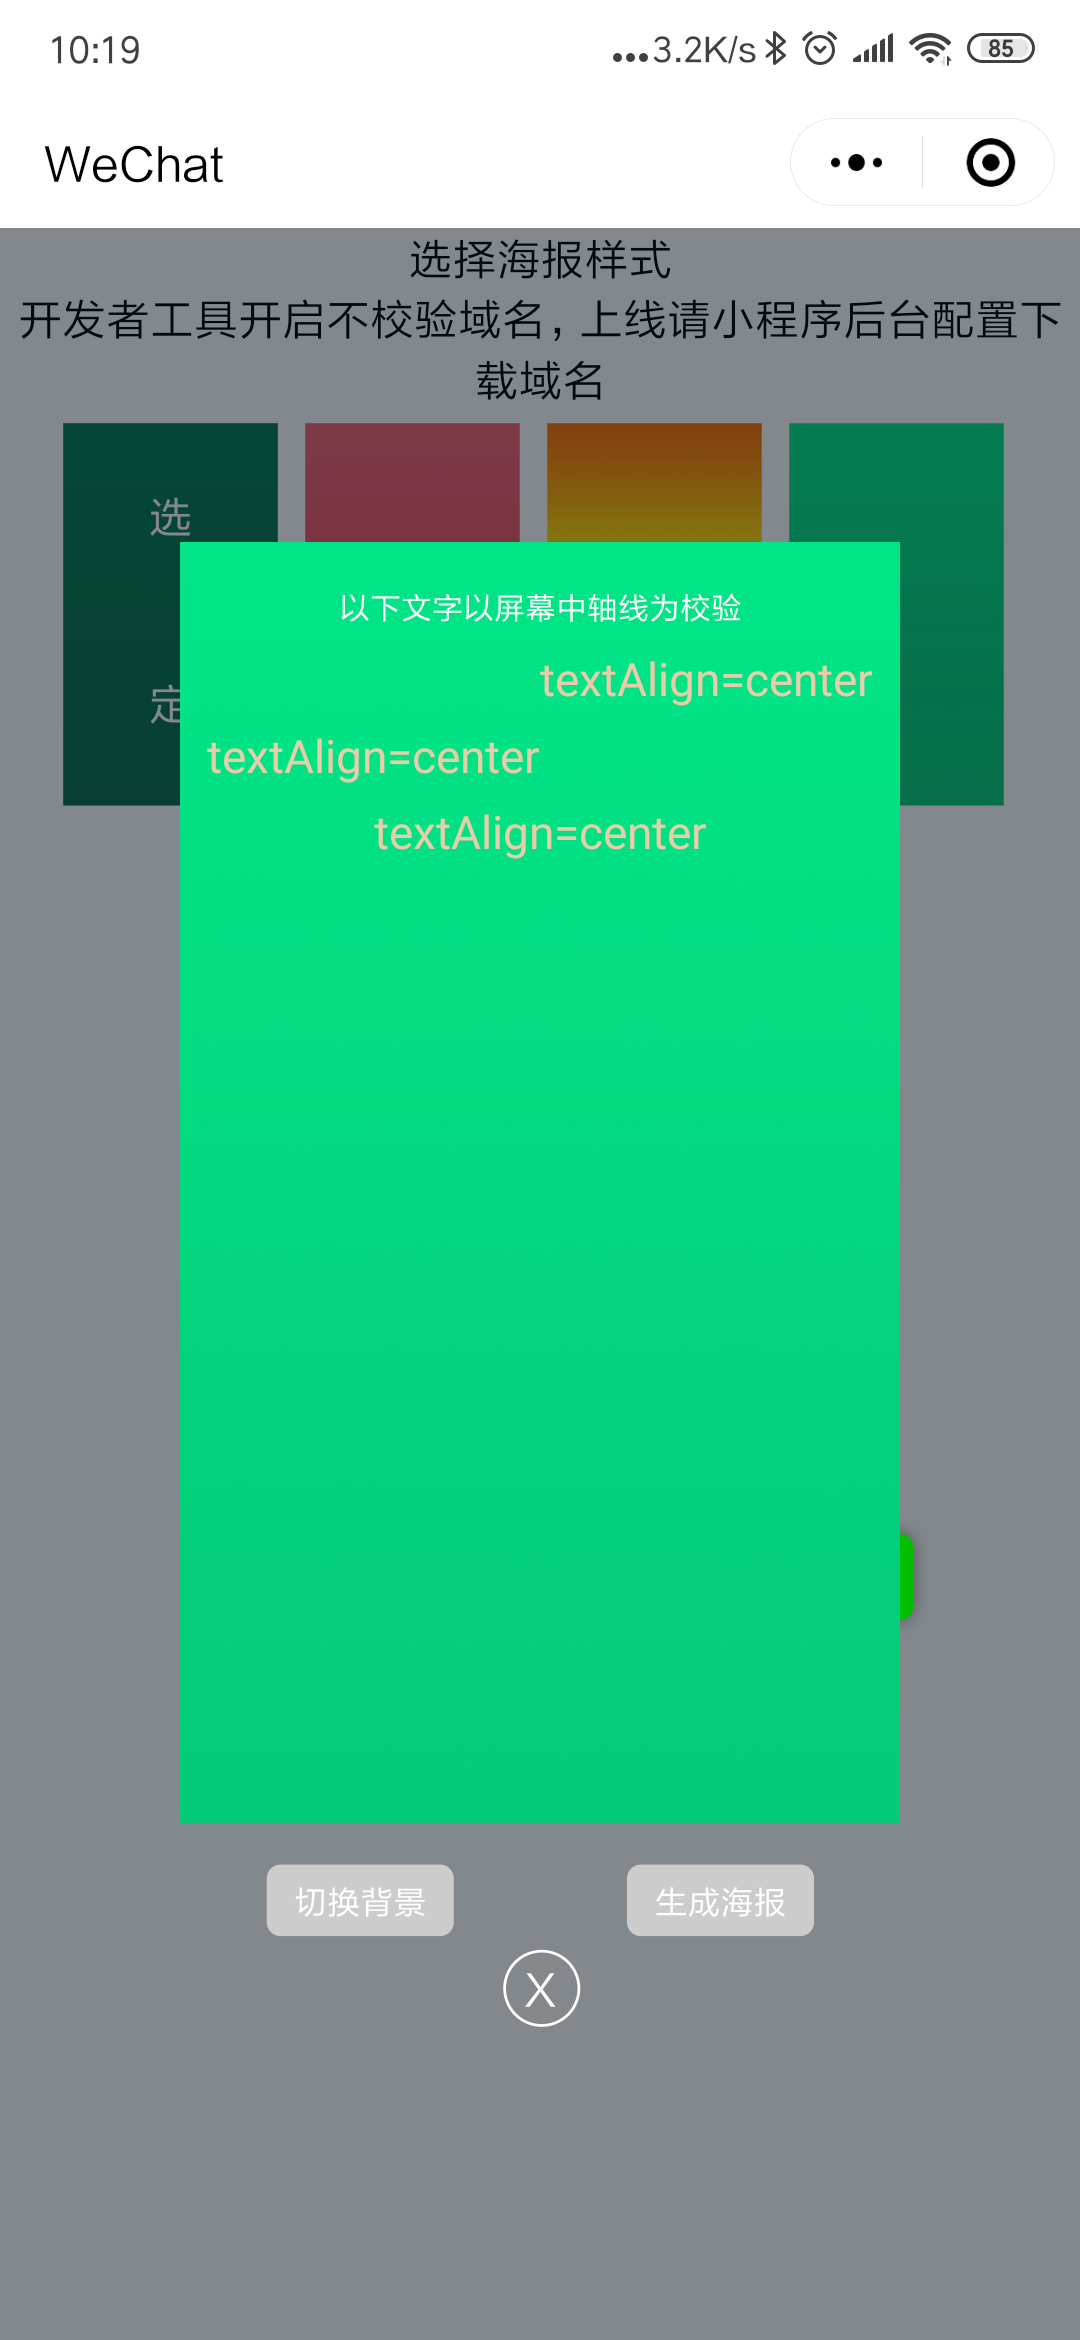 10:19
...3.2K/s
85
WeChat
选择海报样式
开发者工具开启不校验域名，上线请小程序后台配置下
载域名
选
定
以下文字以屏幕中轴线为校验
textAlign=center
textAlign=center
textAlign=center
切换背景
生成海报
X